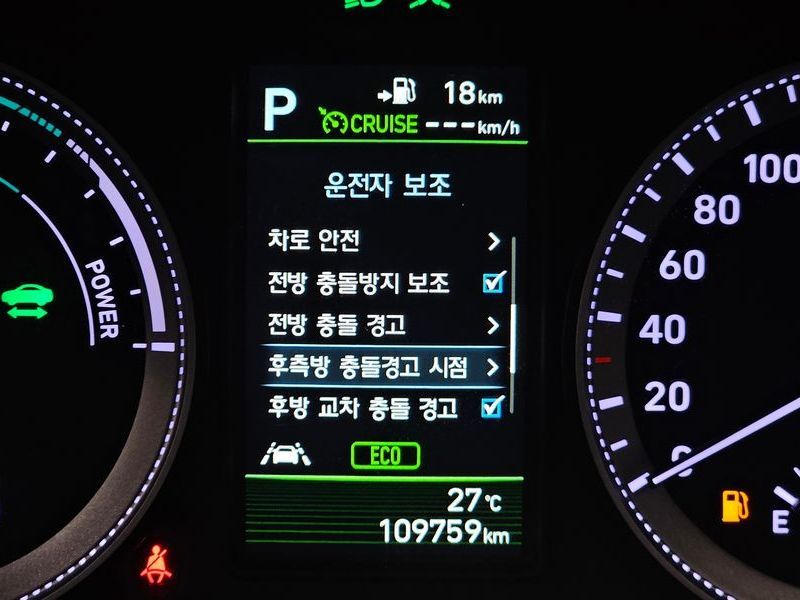 P
18km
CRUISE ---km/h
운전자 보조
차로 안전
전방 충돌방지 보조
전방 충돌 경고
후측방 충돌경고 시점
후방 교차 충돌 경고
ECO
27℃
109759km
POWER
100
80
60
40
20
0
E